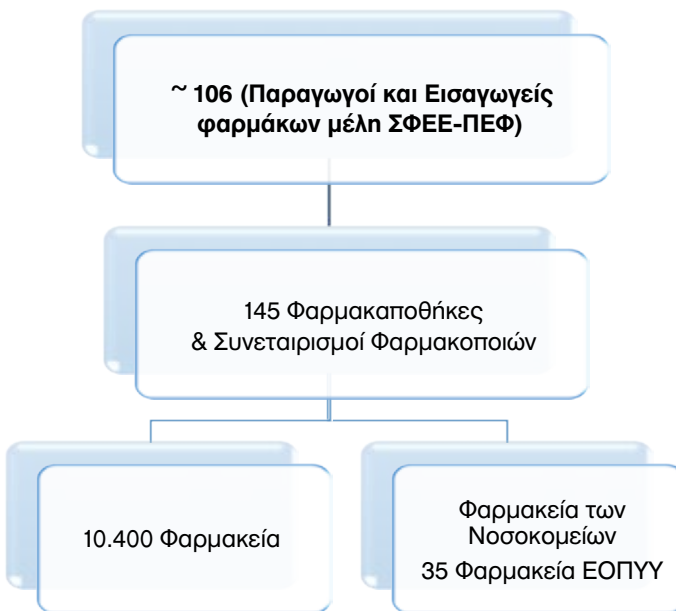 ~ 106 (Παραγωγοί και Εισαγωγείς
φαρμάκων μέλη ΣΦΕΕ-ΠΕΦ)
145 Φαρμακαποθήκες
& Συνεταιρισμοί Φαρμακοποιών
10.400 Φαρμακεία
Φαρμακεία των
Νοσοκομείων
35 Φαρμακεία ΕΟΠΥΥ